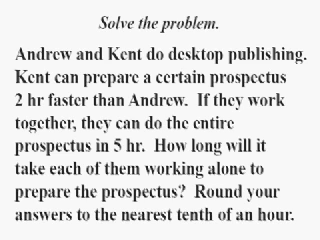 Solve the problem.
Andrew and Kent do desktop publishing.
Kent can prepare a certain prospectus
2 hr faster than Andrew.  If they work
together, they can do the entire
prospectus in 5 hr.  How long will it
take each of them working alone to
prepare the prospectus?  Round your
answers to the nearest tenth of an hour.